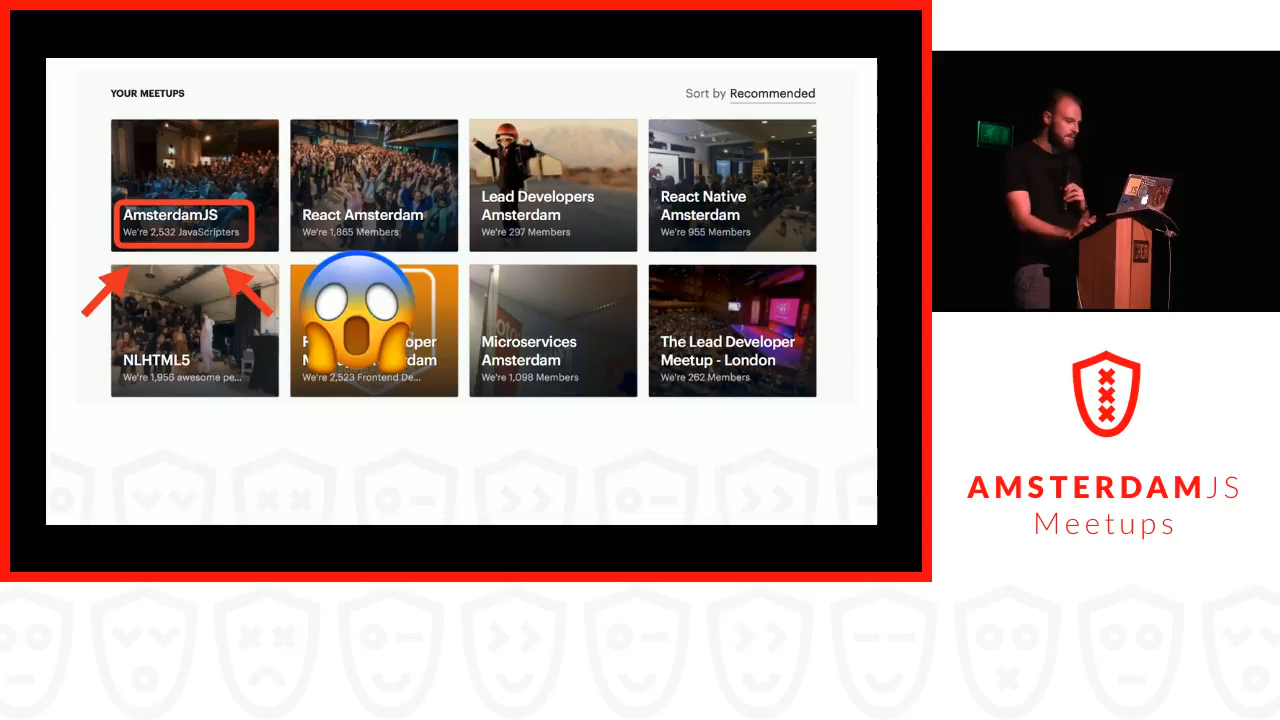 YOUR MEETUPS
Sort by Recommended
AmsterdamJS
We're 2,532 JavaScripters
React Amsterdam
We're 1,865 Members
Lead Developers
Amsterdam
We're 297 Members
React Native
Amsterdam
We're 955 Members
NLHTML5
We're 1,956 awesome pe...
We're 2,523 Frontend De...
Microservices
Amsterdam
We're 1,098 Members
The Lead Developer
Meetup - London
We're 262 Members
AMSTERDAMJS
Meetups